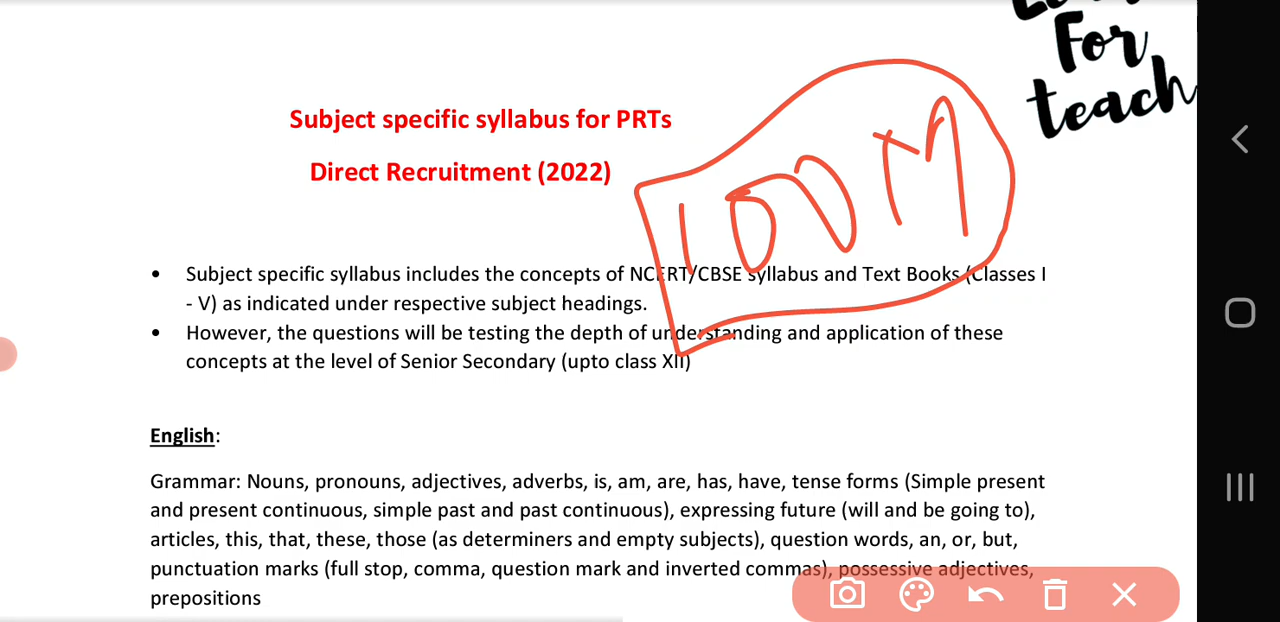 For
teach
Subject specific syllabus for PRTs
Direct Recruitment (2022)
100 M
• Subject specific syllabus includes the concepts of NCERT/CBSE syllabus and Text Books (Classes I
- V) as indicated under respective subject headings.
• However, the questions will be testing the depth of understanding and application of these
concepts at the level of Senior Secondary (upto class XII)
English:
Grammar: Nouns, pronouns, adjectives, adverbs, is, am, are, has, have, tense forms (Simple present
and present continuous, simple past and past continuous), expressing future (will and be going to),
articles, this, that, these, those (as determiners and empty subjects), question words, an, or, but,
punctuation marks (full stop, comma, question mark and inverted commas), possessive adjectives,
prepositions